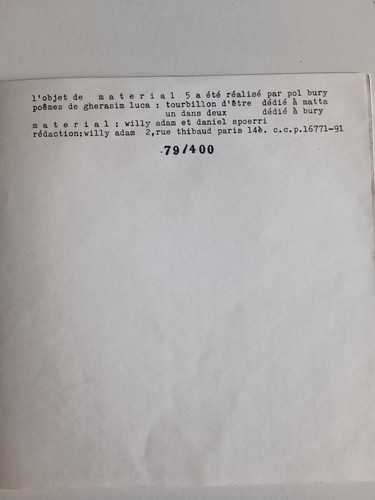 l'objet de m a t e r i a l 5 a été réalisé par pol bury
poèmes de gherasim luca : tourbillon d'être dédié à matta
un dans deux dédié à bury
m a t e r i a l : willy adam et daniel spoerri
rédaction:willy adam 2,rue thibaud paris 14è. c.c.p.16771-91
79/400